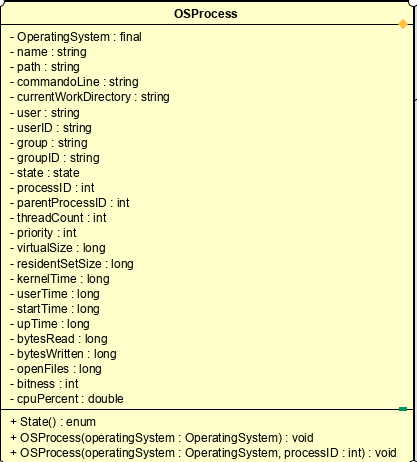 OSProcess
- OperatingSystem : final
- name : string
- path : string
- commandoLine : string
- currentWorkDirectory : string
- user : string
- userID : string
- group : string
- groupID : string
- state : state
- processID : int
- parentProcessID : int
- threadCount : int
- priority : int
- virtualSize : long
- residentSetSize : long
- kernelTime : long
- userTime : long
- startTime : long
- upTime : long
- bytesRead : long
- bytesWritten : long
- openFiles : long
- bitness : int
- cpuPercent : double
+ State() : enum
+ OSProcess(operatingSystem : OperatingSystem) : void
+ OSProcess(operatingSystem : OperatingSystem, processID : int) : void